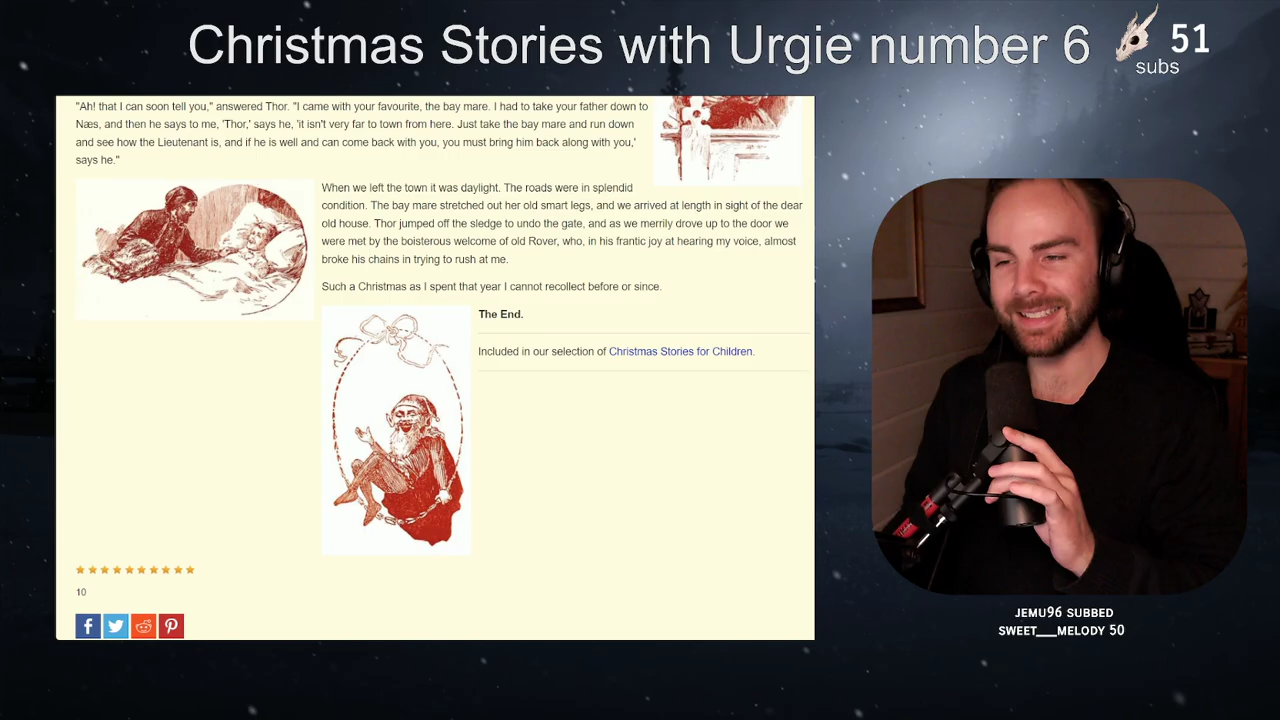 Christmas Stories with Urgie number 6
51
subs
"Ah! that I can soon tell you," answered Thor. "I came with your favourite, the bay mare. I had to take your father down to
Næs, and then he says to me, 'Thor,' says he, 'it isn't very far to town from here. Just take the bay mare and run down
and see how the Lieutenant is, and if he is well and can come back with you, you must bring him back along with you,'
says he."
When we left the town it was daylight. The roads were in splendid
condition. The bay mare stretched out her old smart legs, and we arrived at length in sight of the dear
old house. Thor jumped off the sledge to undo the gate, and as we merrily drove up to the door we
were met by the boisterous welcome of old Rover, who, in his frantic joy at hearing my voice, almost
broke his chains in trying to rush at me.
Such a Christmas as I spent that year I cannot recollect before or since.
The End.
Included in our selection of Christmas Stories for Children.
10
JEMU96 SUBBED
SWEET___MELODY 50